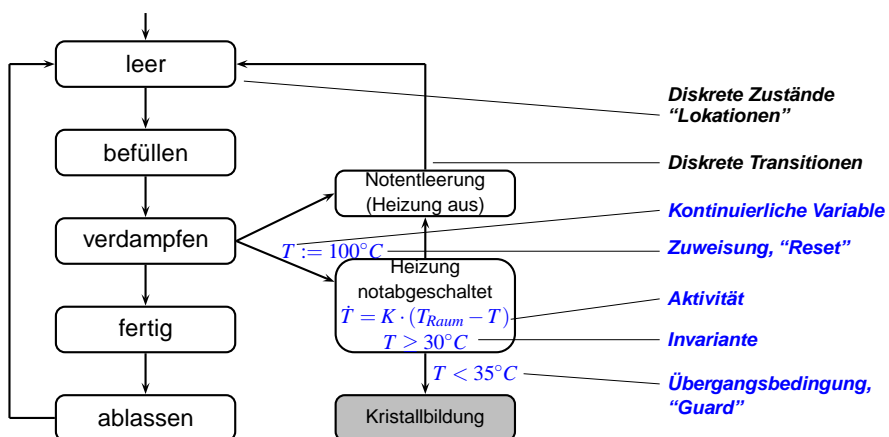 leer
befüllen
verdampfen
fertig
ablassen
Notentleerung
(Heizung aus)
T := 100°C
Heizung
notabgeschaltet
Ṫ = K · (T_Raum − T)
T > 30°C
T < 35°C
Kristallbildung
Diskrete Zustände
“Lokationen”
Diskrete Transitionen
Kontinuierliche Variable
Zuweisung, “Reset”
Aktivität
Invariante
Übergangsbedingung,
“Guard”